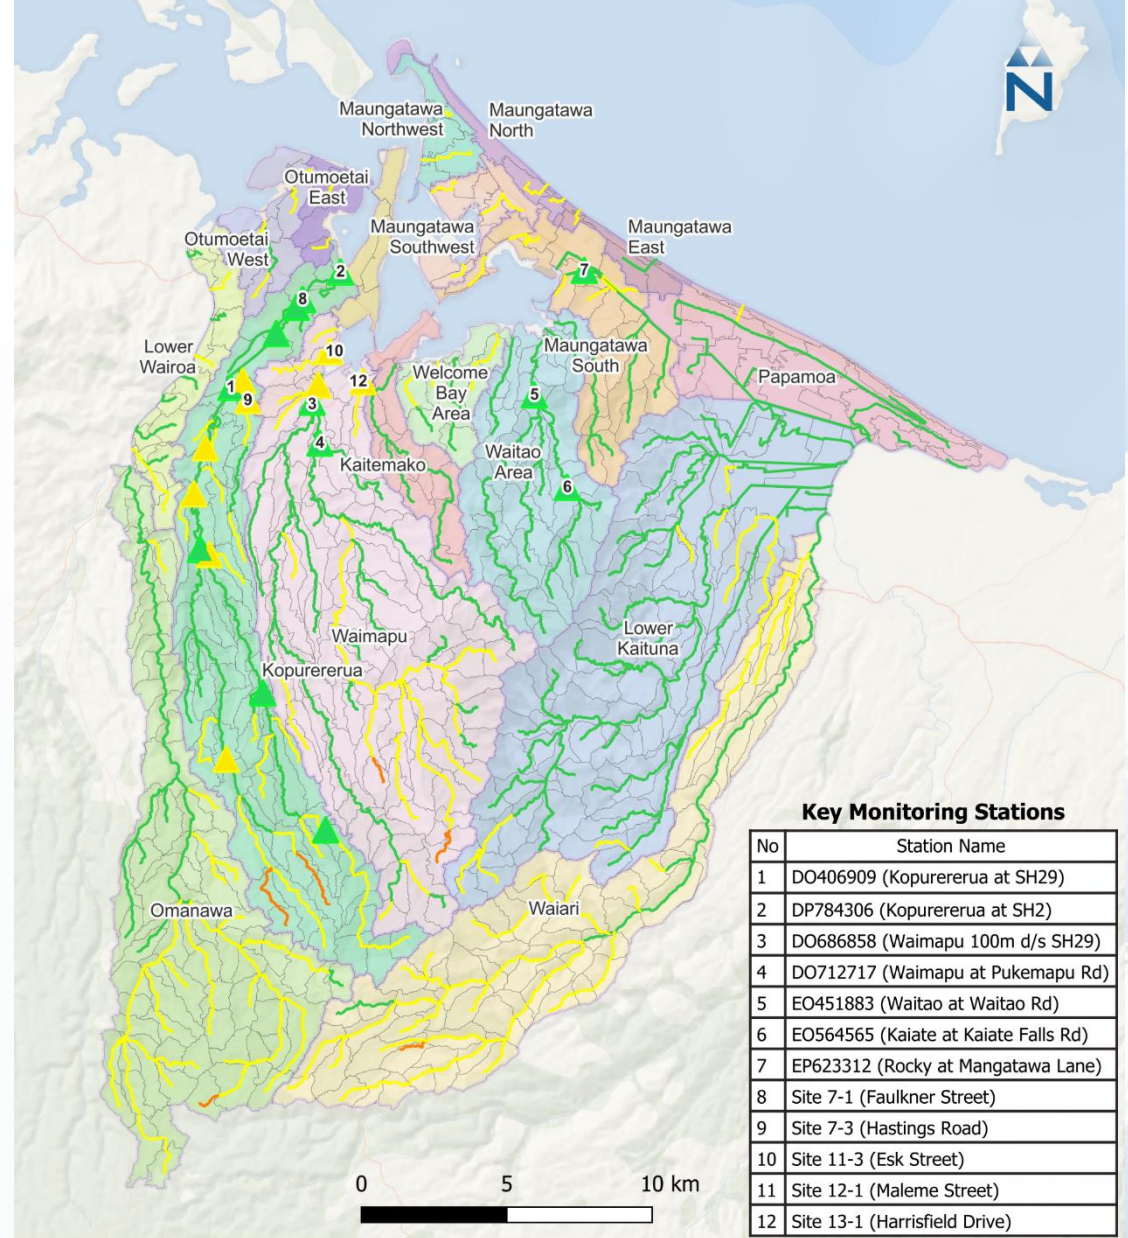 N
Maungatawa
Northwest
Maungatawa
North
Otumoetai
East
Maungatawa
Southwest
Maungatawa
East
Otumoetai
West
2
7
8
Lower
Wairoa
10
Maungatawa
South
Welcome
Bay
Area
Papamoa
12
1
9
3
5
4
Kaitemako
Waitao
Area
6
Waimapu
Lower
Kaituna
Kopurererua
Omanawa
Waiari
Key Monitoring Stations
No Station Name
1 DO406909 (Kopurererua at SH29)
2 DP784306 (Kopurererua at SH2)
3 DO686858 (Waimapu 100m d/s SH29)
4 DO712717 (Waimapu at Pukemapu Rd)
5 EO451883 (Waitao at Waitao Rd)
6 EO564565 (Kaiate at Kaiate Falls Rd)
7 EP623312 (Rocky at Mangatawa Lane)
8 Site 7-1 (Faulkner Street)
9 Site 7-3 (Hastings Road)
10 Site 11-3 (Esk Street)
11 Site 12-1 (Maleme Street)
12 Site 13-1 (Harrisfield Drive)
0 5 10 km